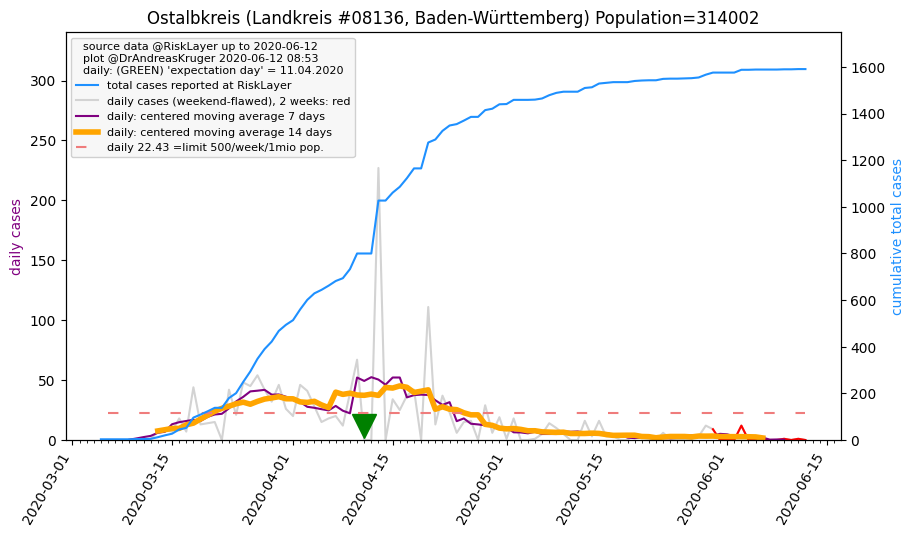 Ostalbkreis (Landkreis #08136, Baden-Württemberg) Population=314002
source data @RiskLayer up to 2020-06-12
plot @DrAndreasKruger 2020-06-12 08:53
daily: (GREEN) 'expectation day' = 11.04.2020
total cases reported at RiskLayer
daily cases (weekend-flawed), 2 weeks: red
daily: centered moving average 7 days
daily: centered moving average 14 days
daily 22.43 =limit 500/week/1mio pop.
daily cases
300
250
200
150
100
50
0
1600
1400
1200
1000
800
600
400
200
0
cumulative total cases
2020-03-01
2020-03-15
2020-04-01
2020-04-15
2020-05-01
2020-05-15
2020-06-01
2020-06-15